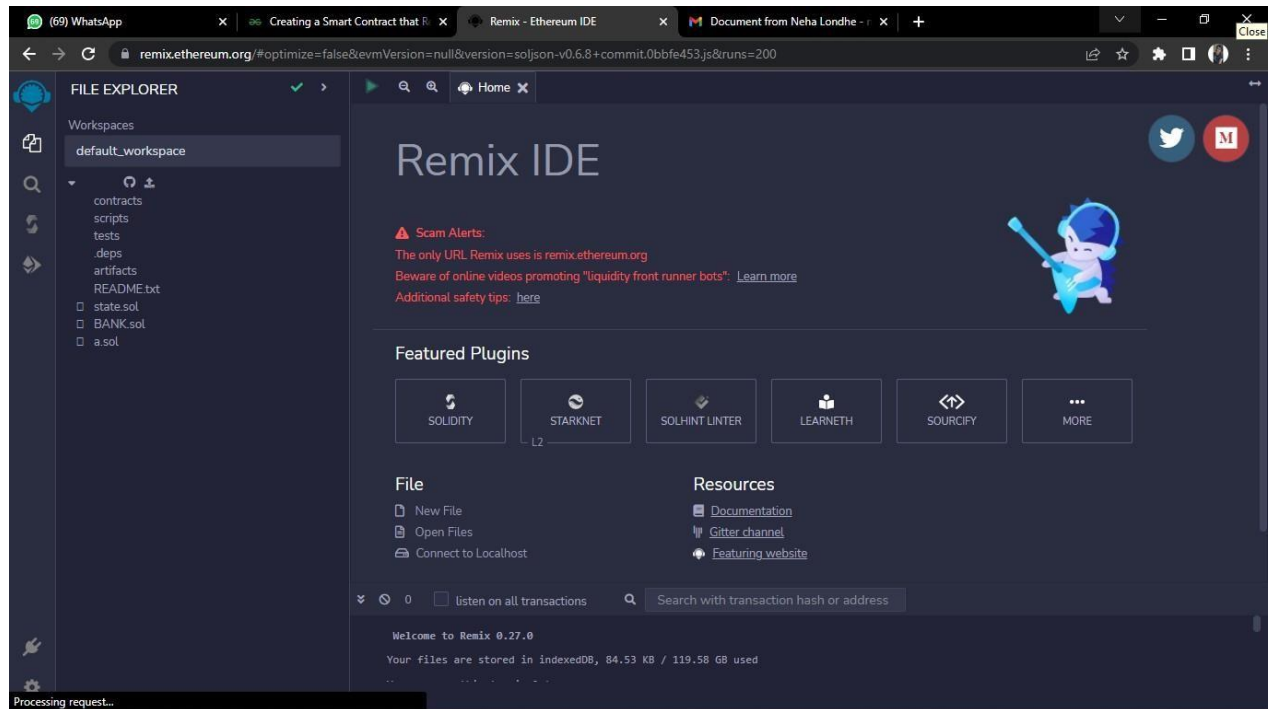 (69) WhatsApp
Creating a Smart Contract that R
Remix - Ethereum IDE
Document from Neha Londhe - r
Close
remix.ethereum.org/#optimize=false&evmVersion=null&version=soljson-v0.6.8+commit.0bbfe453.js&runs=200
FILE EXPLORER
Home
Workspaces
default_workspace
contracts
scripts
tests
.deps
artifacts
README.txt
state.sol
BANK.sol
a.sol
Remix IDE
M
Scam Alerts:
The only URL Remix uses is remix.ethereum.org
Beware of online videos promoting "liquidity front runner bots": Learn more
Additional safety tips: here
Featured Plugins
SOLIDITY
STARKNET
L2
SOLHINT LINTER
LEARNETH
SOURCIFY
MORE
File
New File
Open Files
Connect to Localhost
Resources
Documentation
Gitter channel
Featuring website
0 listen on all transactions Search with transaction hash or address
Welcome to Remix 0.27.0
Your files are stored in indexedDB, 84.53 KB / 119.58 GB used
Processing request...